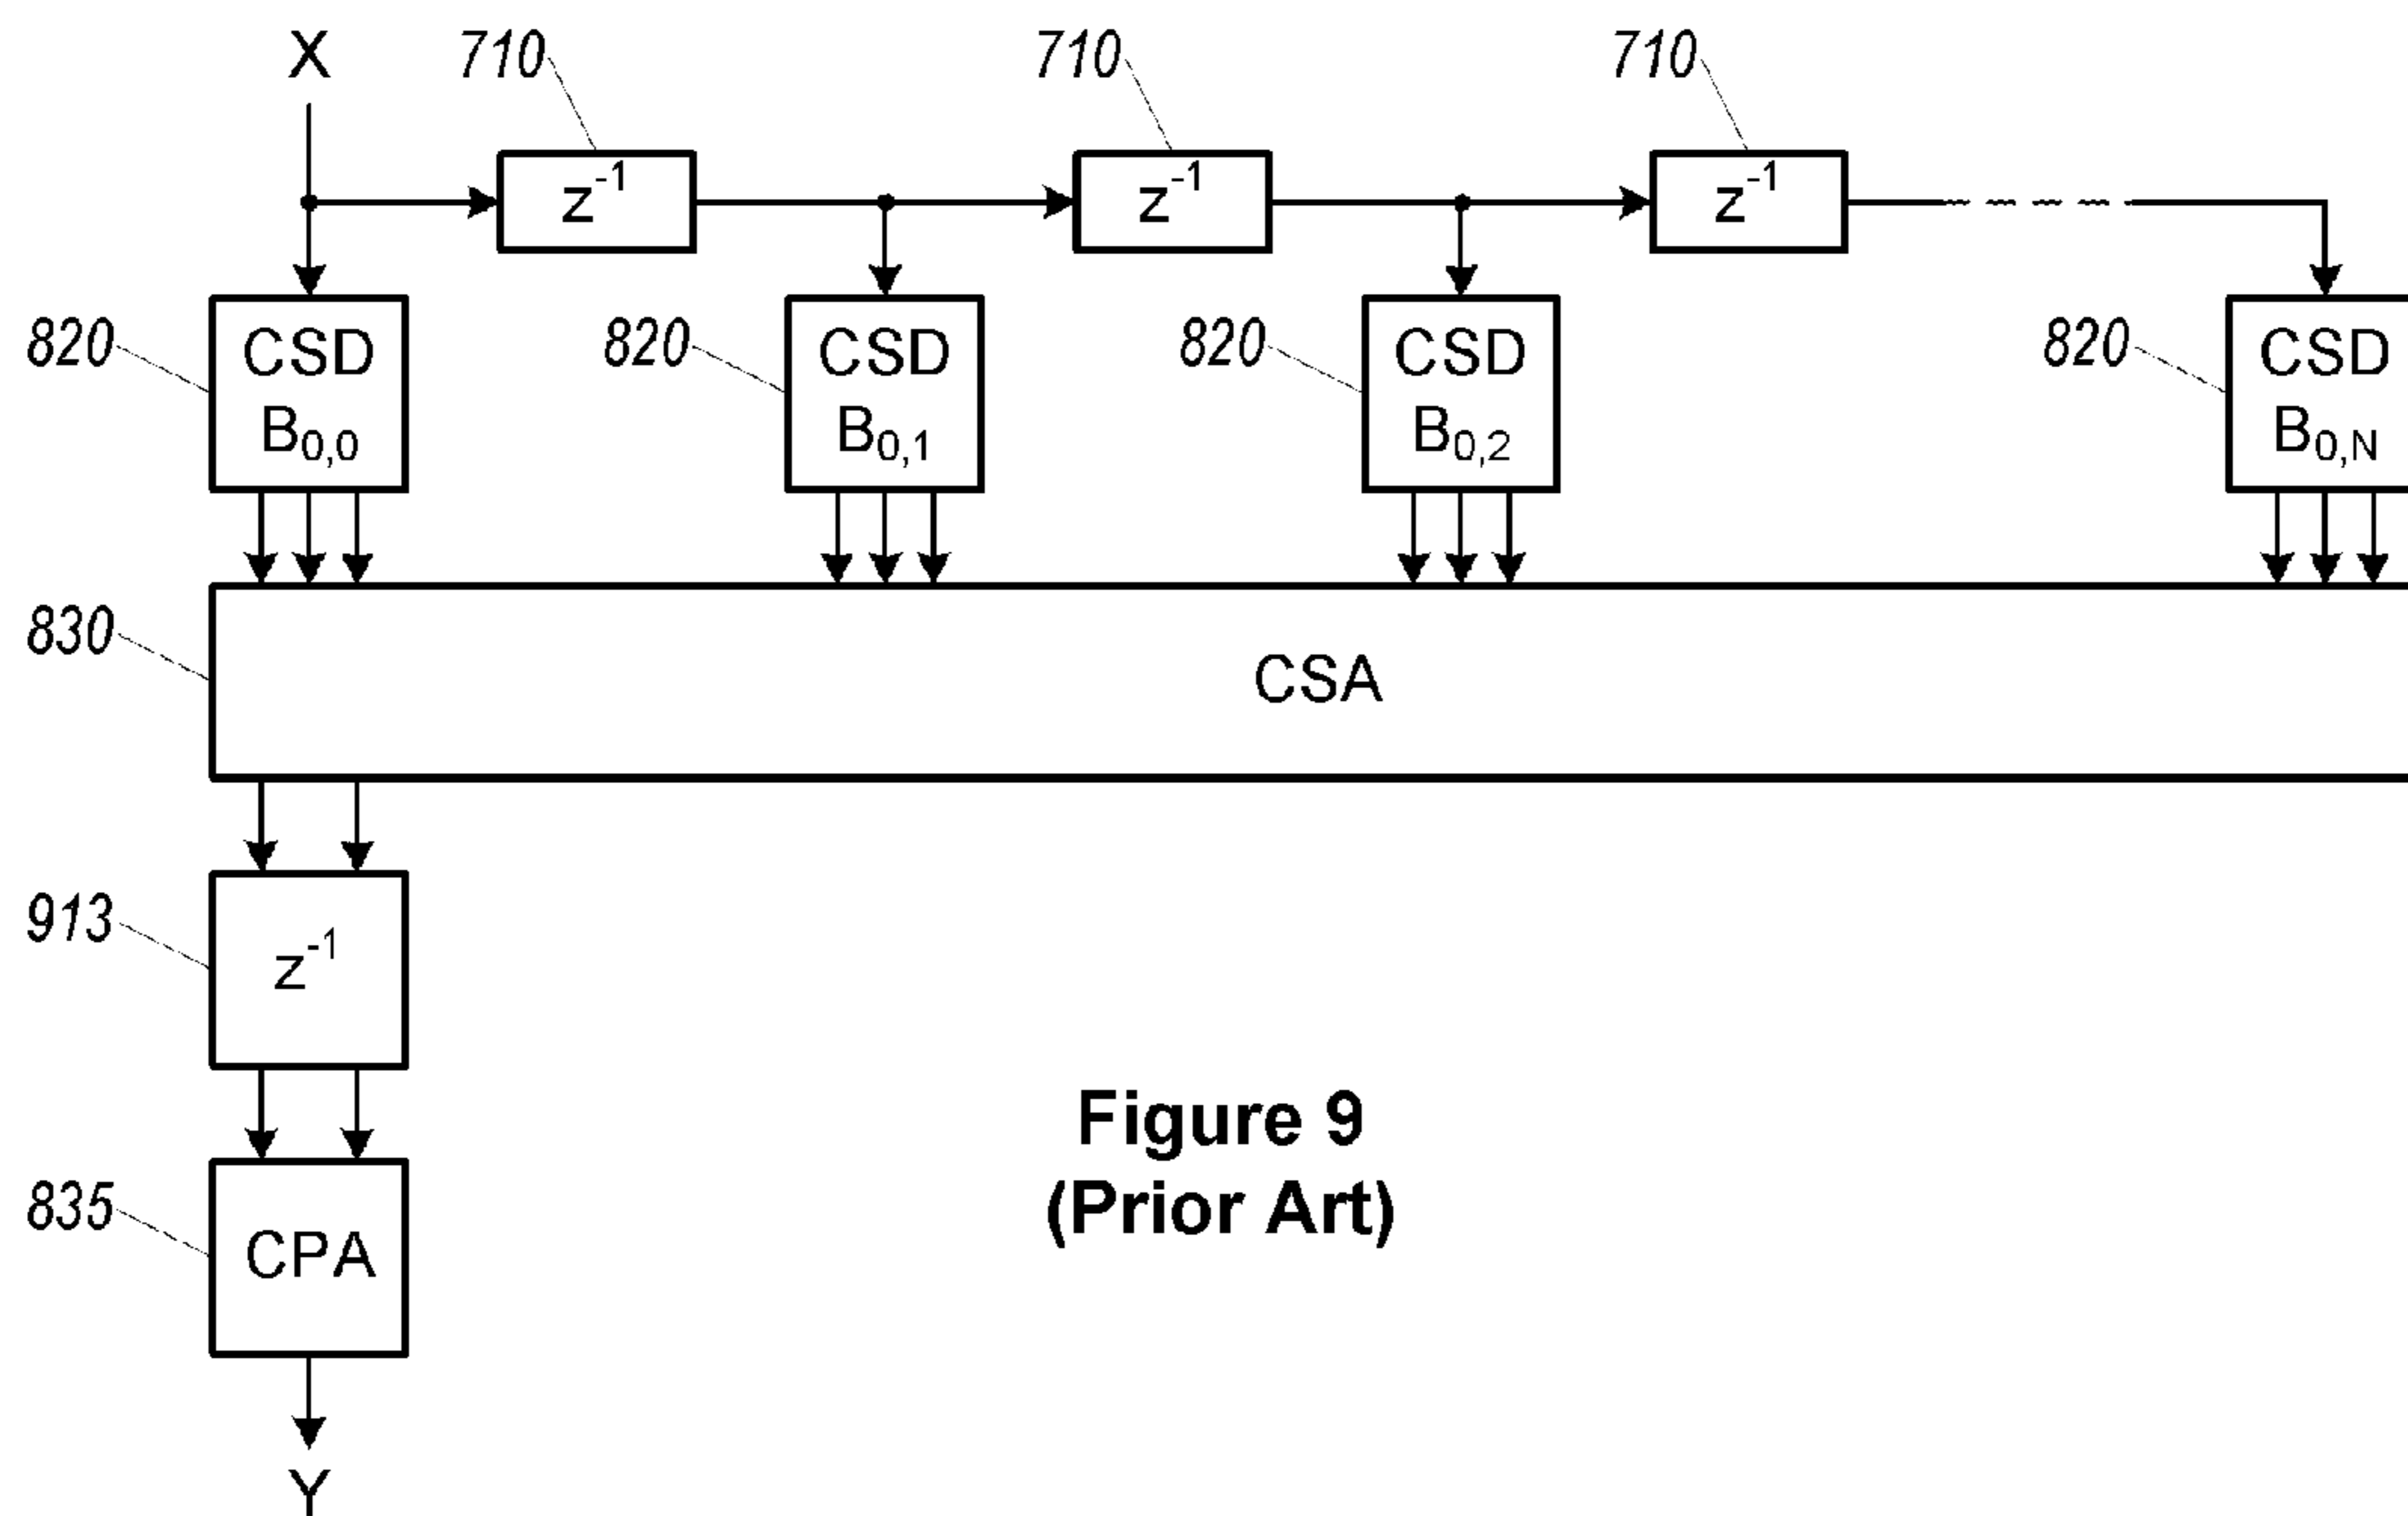 X 710 710 710
z⁻¹ z⁻¹ z⁻¹
820 CSD 820 CSD 820 CSD 820 CSD
B₀,₀ B₀,₁ B₀,₂ B₀,N
830 CSA
913 z⁻¹
Figure 9
(Prior Art)
835 CPA
Y